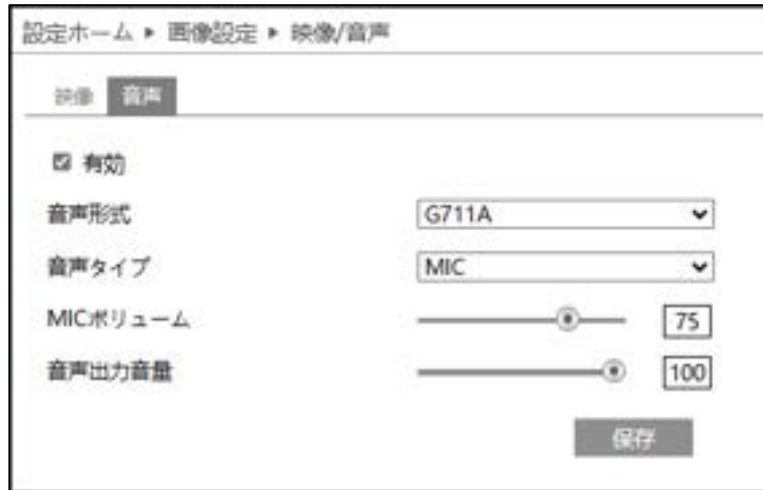 設定ホーム ▶ 画像設定 ▶ 映像/音声
映像 音声
有効
音声形式 G711A
音声タイプ MIC
MICボリューム 75
音声出力音量 100
保存